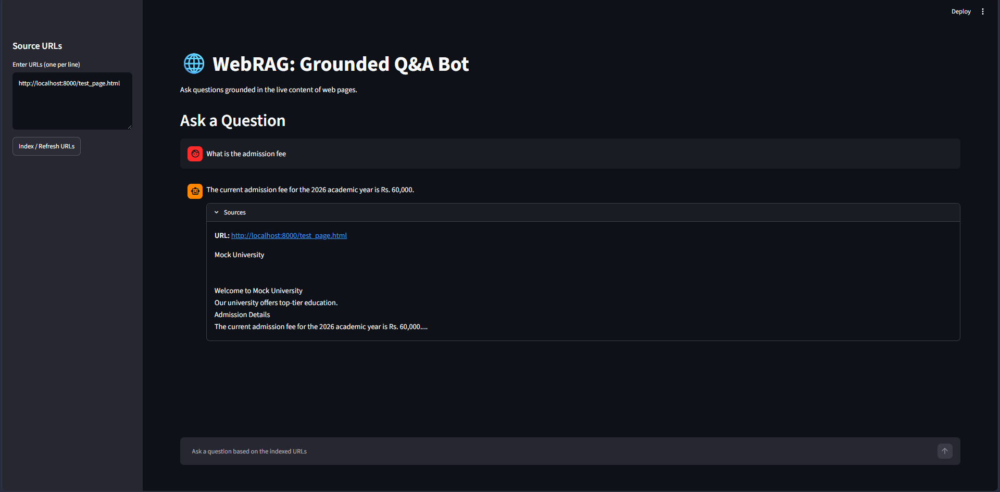 Deploy
Source URLs
Enter URLs (one per line)
http://localhost:8000/test_page.html
Index / Refresh URLs
WebRAG: Grounded Q&A Bot
Ask questions grounded in the live content of web pages.
Ask a Question
What is the admission fee
The current admission fee for the 2026 academic year is Rs. 60,000.
Sources
URL: http://localhost:8000/test_page.html
Mock University
Welcome to Mock University
Our university offers top-tier education.
Admission Details
The current admission fee for the 2026 academic year is Rs. 60,000....
Ask a question based on the indexed URLs